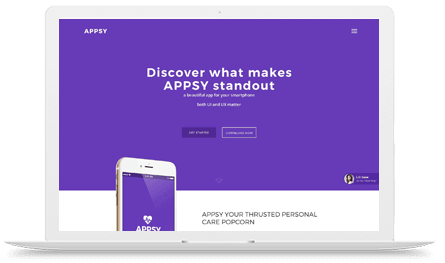 APPSY
Discover what makes
APPSY standout
a beautiful app for your smartphone
both UI and UX matter
GET STARTED
DOWNLOAD NOW
APPSY
APPSY YOUR THRUSTED PERSONAL
CARE POPCORN